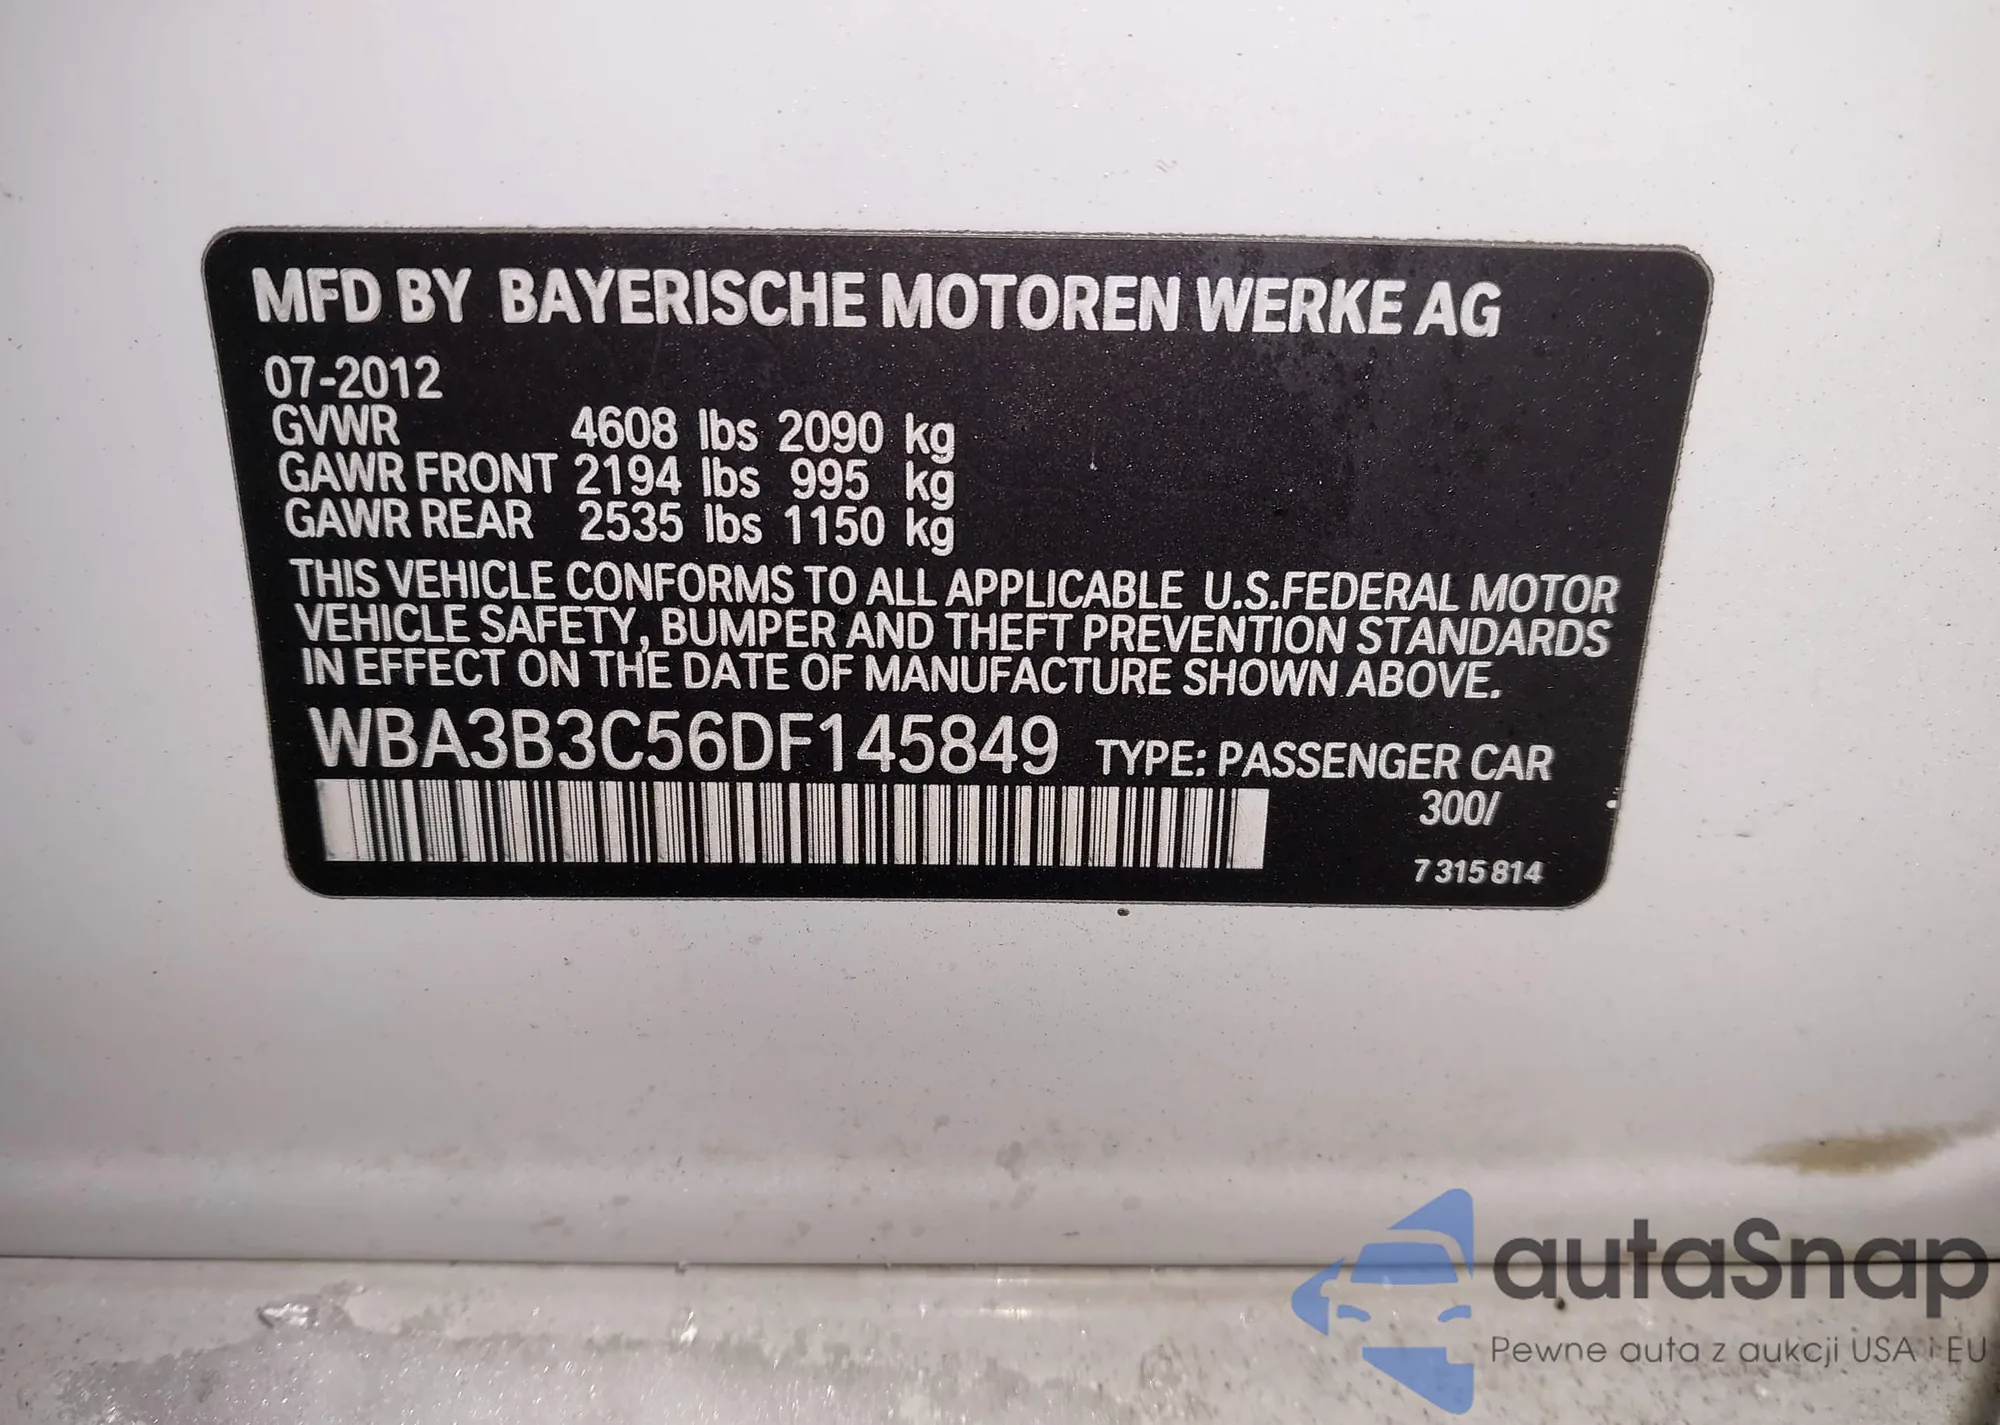 MFD BY BAYERISCHE MOTOREN WERKE AG
07-2012
GVWR 4608 lbs 2090 kg
GAWR FRONT 2194 lbs 995 kg
GAWR REAR 2535 lbs 1150 kg
THIS VEHICLE CONFORMS TO ALL APPLICABLE U.S.FEDERAL MOTOR
VEHICLE SAFETY, BUMPER AND THEFT PREVENTION STANDARDS
IN EFFECT ON THE DATE OF MANUFACTURE SHOWN ABOVE.
WBA3B3C56DF145849 TYPE: PASSENGER CAR
300/
7 315 814
autaSnap
Pewne auta z aukcji USA i EU